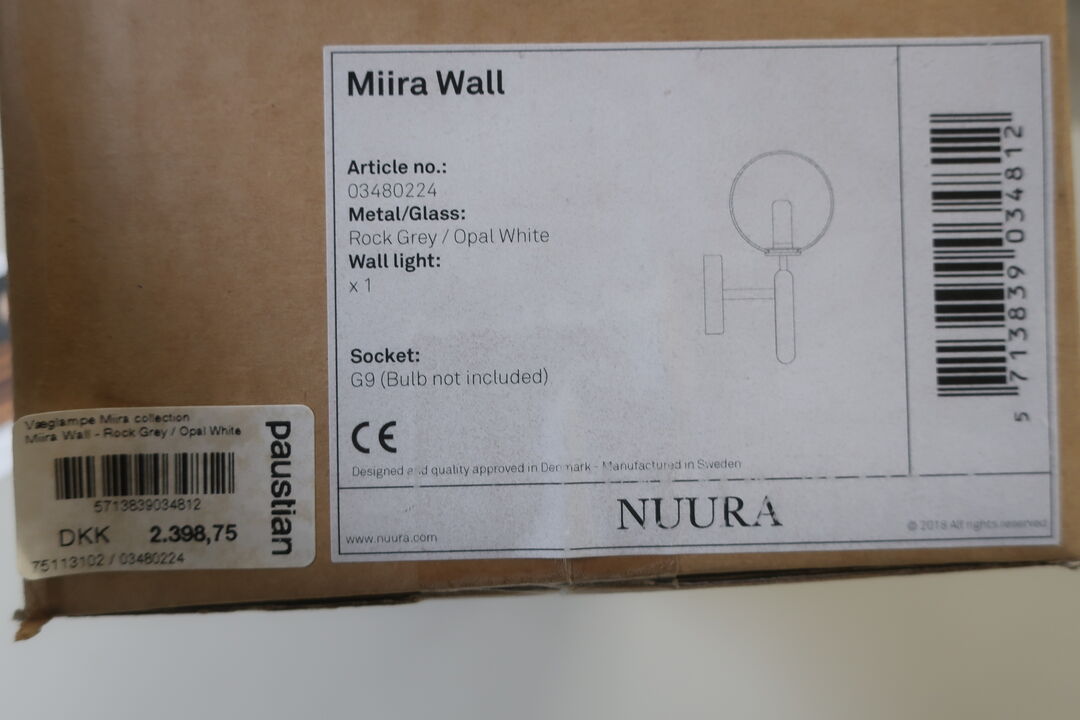 Miira Wall
Article no.:
03480224
Metal/Glass:
Rock Grey / Opal White
Wall light:
x 1
Socket:
G9 (Bulb not included)
CE
Designed and quality approved in Denmark - Manufactured in Sweden
NUURA
www.nuura.com
© 2018 All rights reserved
5 713839 034812
Væglampe Miira collection
Miira Wall - Rock Grey / Opal White
5713839034812
DKK 2.398,75
75113102 / 03480224
paustian